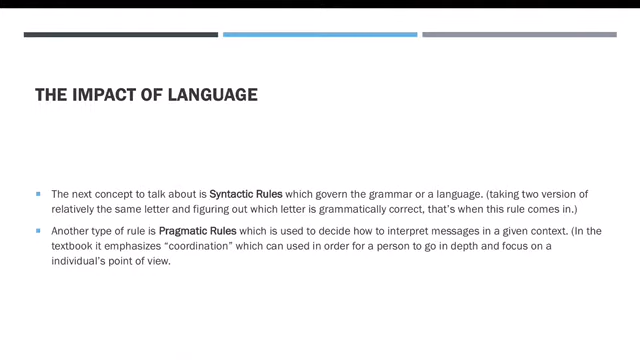 THE IMPACT OF LANGUAGE
The next concept to talk about is Syntactic Rules which govern the grammar or a language. (taking two version of
relatively the same letter and figuring out which letter is grammatically correct, that's when this rule comes in.)
Another type of rule is Pragmatic Rules which is used to decide how to interpret messages in a given context. (In the
textbook it emphasizes “coordination” which can used in order for a person to go in depth and focus on a
individual's point of view.